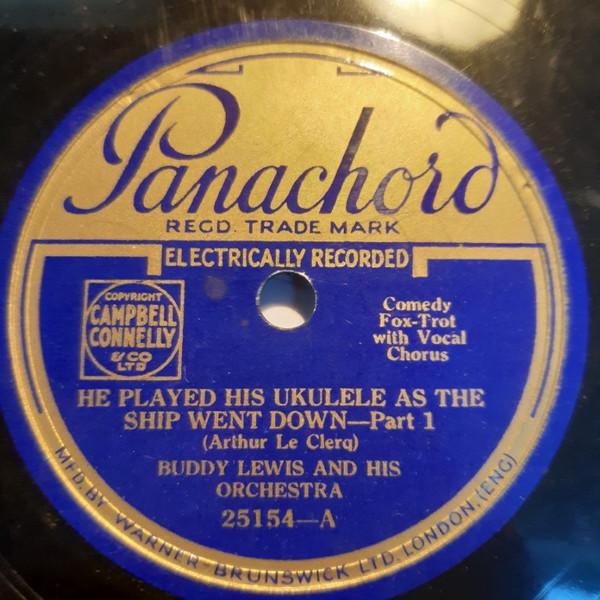 Panachord
REGD. TRADE MARK
ELECTRICALLY RECORDED
COPYRIGHT
CAMPBELL
CONNELLY
& CO
LTD
Comedy
Fox-Trot
with Vocal
Chorus
HE PLAYED HIS UKULELE AS THE
SHIP WENT DOWN—Part 1
(Arthur Le Clerq)
BUDDY LEWIS AND HIS
ORCHESTRA
25154—A
MFD. BY WARNER-BRUNSWICK LTD. LONDON, (ENG)